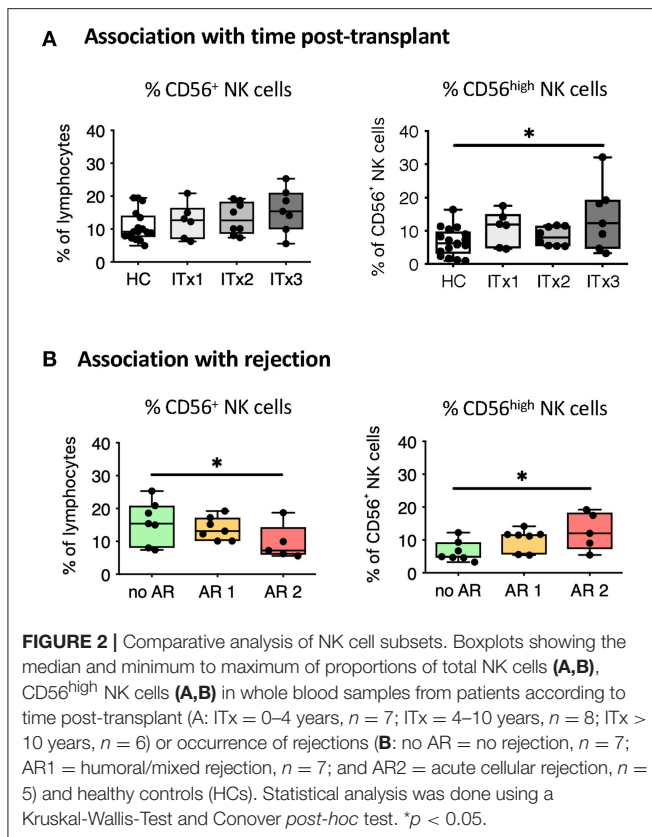 A Association with time post-transplant
% CD56+ NK cells
% of lymphocytes
40
30
20
10
0
HC ITx1 ITx2 ITx3
% CD56high NK cells
% of CD56+ NK cells
40
30
20
10
0
*
HC ITx1 ITx2 ITx3
B Association with rejection
% CD56+ NK cells
% of lymphocytes
40
30
20
10
0
*
no AR AR 1 AR 2
% CD56high NK cells
% of CD56+ NK cells
40
30
20
10
0
*
no AR AR 1 AR 2
FIGURE 2 | Comparative analysis of NK cell subsets. Boxplots showing the
median and minimum to maximum of proportions of total NK cells (A,B),
CD56high NK cells (A,B) in whole blood samples from patients according to
time post-transplant (A: ITx = 0–4 years, n = 7; ITx = 4–10 years, n = 8; ITx >
10 years, n = 6) or occurrence of rejections (B: no AR = no rejection, n = 7;
AR1 = humoral/mixed rejection, n = 7; and AR2 = acute cellular rejection, n =
5) and healthy controls (HCs). Statistical analysis was done using a
Kruskal-Wallis-Test and Conover post-hoc test. *p < 0.05.